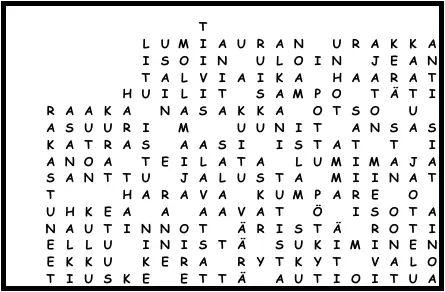 T
LUMIAURAN URAKKA
ISOIN ULOIN JEAN
TALVIAIKA HAARAT
HUILIT SAMPO TÄTI
RAAKA NASAKKA OTSO U
ASUURI M UUNIT ANSAS
KATRAS AASI ISTAT T I
ANOA TEILATA LUMIMAJA
SANTTU JALUSTA MIINAT
T HARAVA KUMPARE O
UHKEA A AAVAT Ö ISOTA
NAUTINNOT ÄRISTÄ ROTI
ELLU INISTÄ SUKIMINEN
EKKU KERA RYTKYT VALO
TIUSKE ETTÄ AUTIOITUA